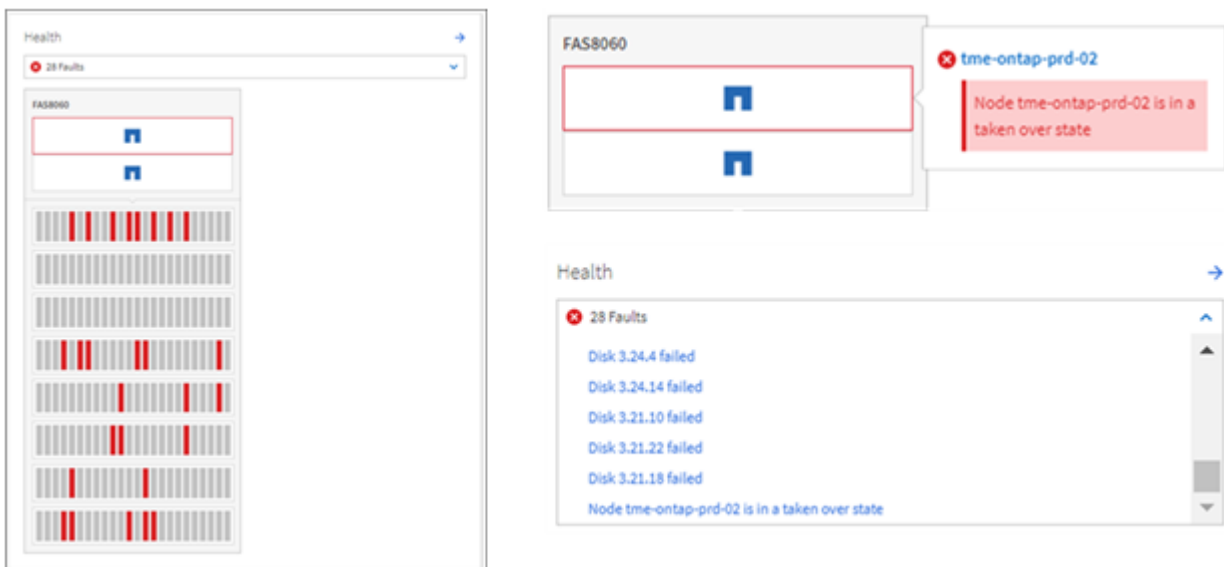 Health
28 Faults
FAS8060
FAS8060
tme-ontap-prd-02
Node tme-ontap-prd-02 is in a
taken over state
Health
28 Faults
Disk 3.24.4 failed
Disk 3.24.14 failed
Disk 3.21.10 failed
Disk 3.21.22 failed
Disk 3.21.18 failed
Node tme-ontap-prd-02 is in a taken over state